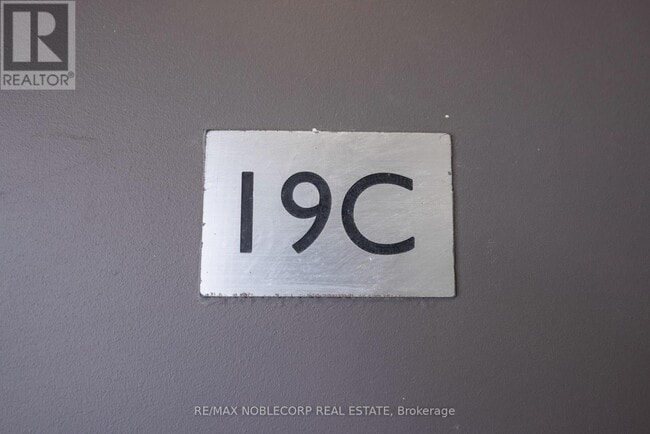 R
REALTOR®
19C
RE/MAX NOBLECORP REAL ESTATE, Brokerage